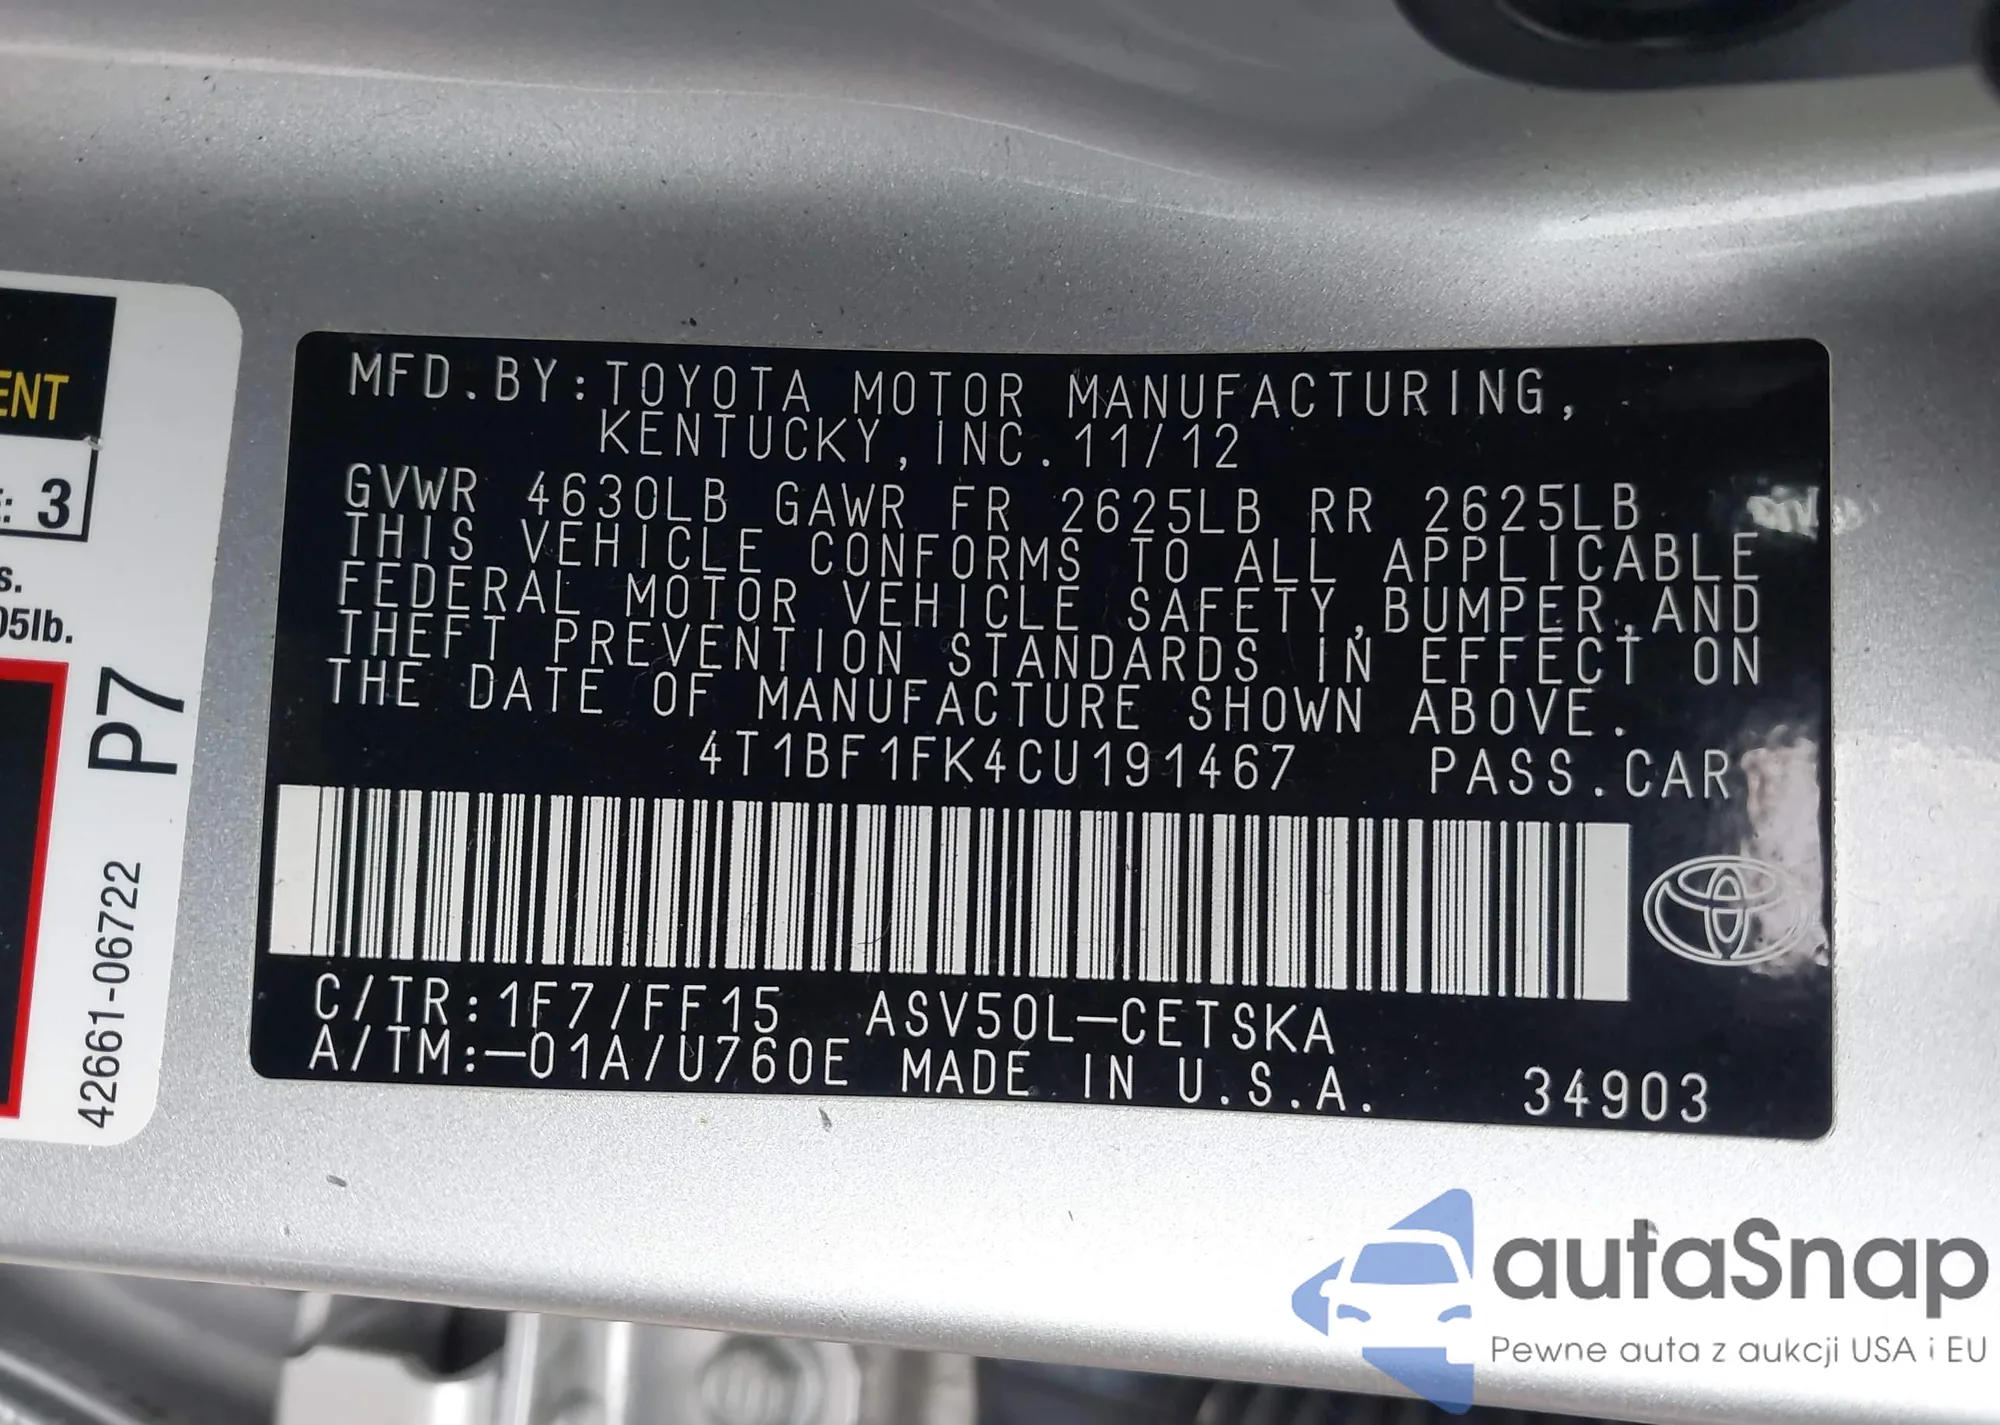 ENT
E: 3
s.
05lb.
P7
42661-06722
MFD.BY:TOYOTA MOTOR MANUFACTURING,
KENTUCKY,INC.11/12
GVWR 4630LB GAWR FR 2625LB RR 2625LB
THIS VEHICLE CONFORMS TO ALL APPLICABLE
FEDERAL MOTOR VEHICLE SAFETY,BUMPER,AND
THEFT PREVENTION STANDARDS IN EFFECT ON
THE DATE OF MANUFACTURE SHOWN ABOVE.
4T1BF1FK4CU191467 PASS.CAR
C/TR:1F7/FF15 ASV50L-CETSKA
A/TM:-01A/U760E MADE IN U.S.A. 34903
autaSnap
Pewne auta z aukcji USA i EU